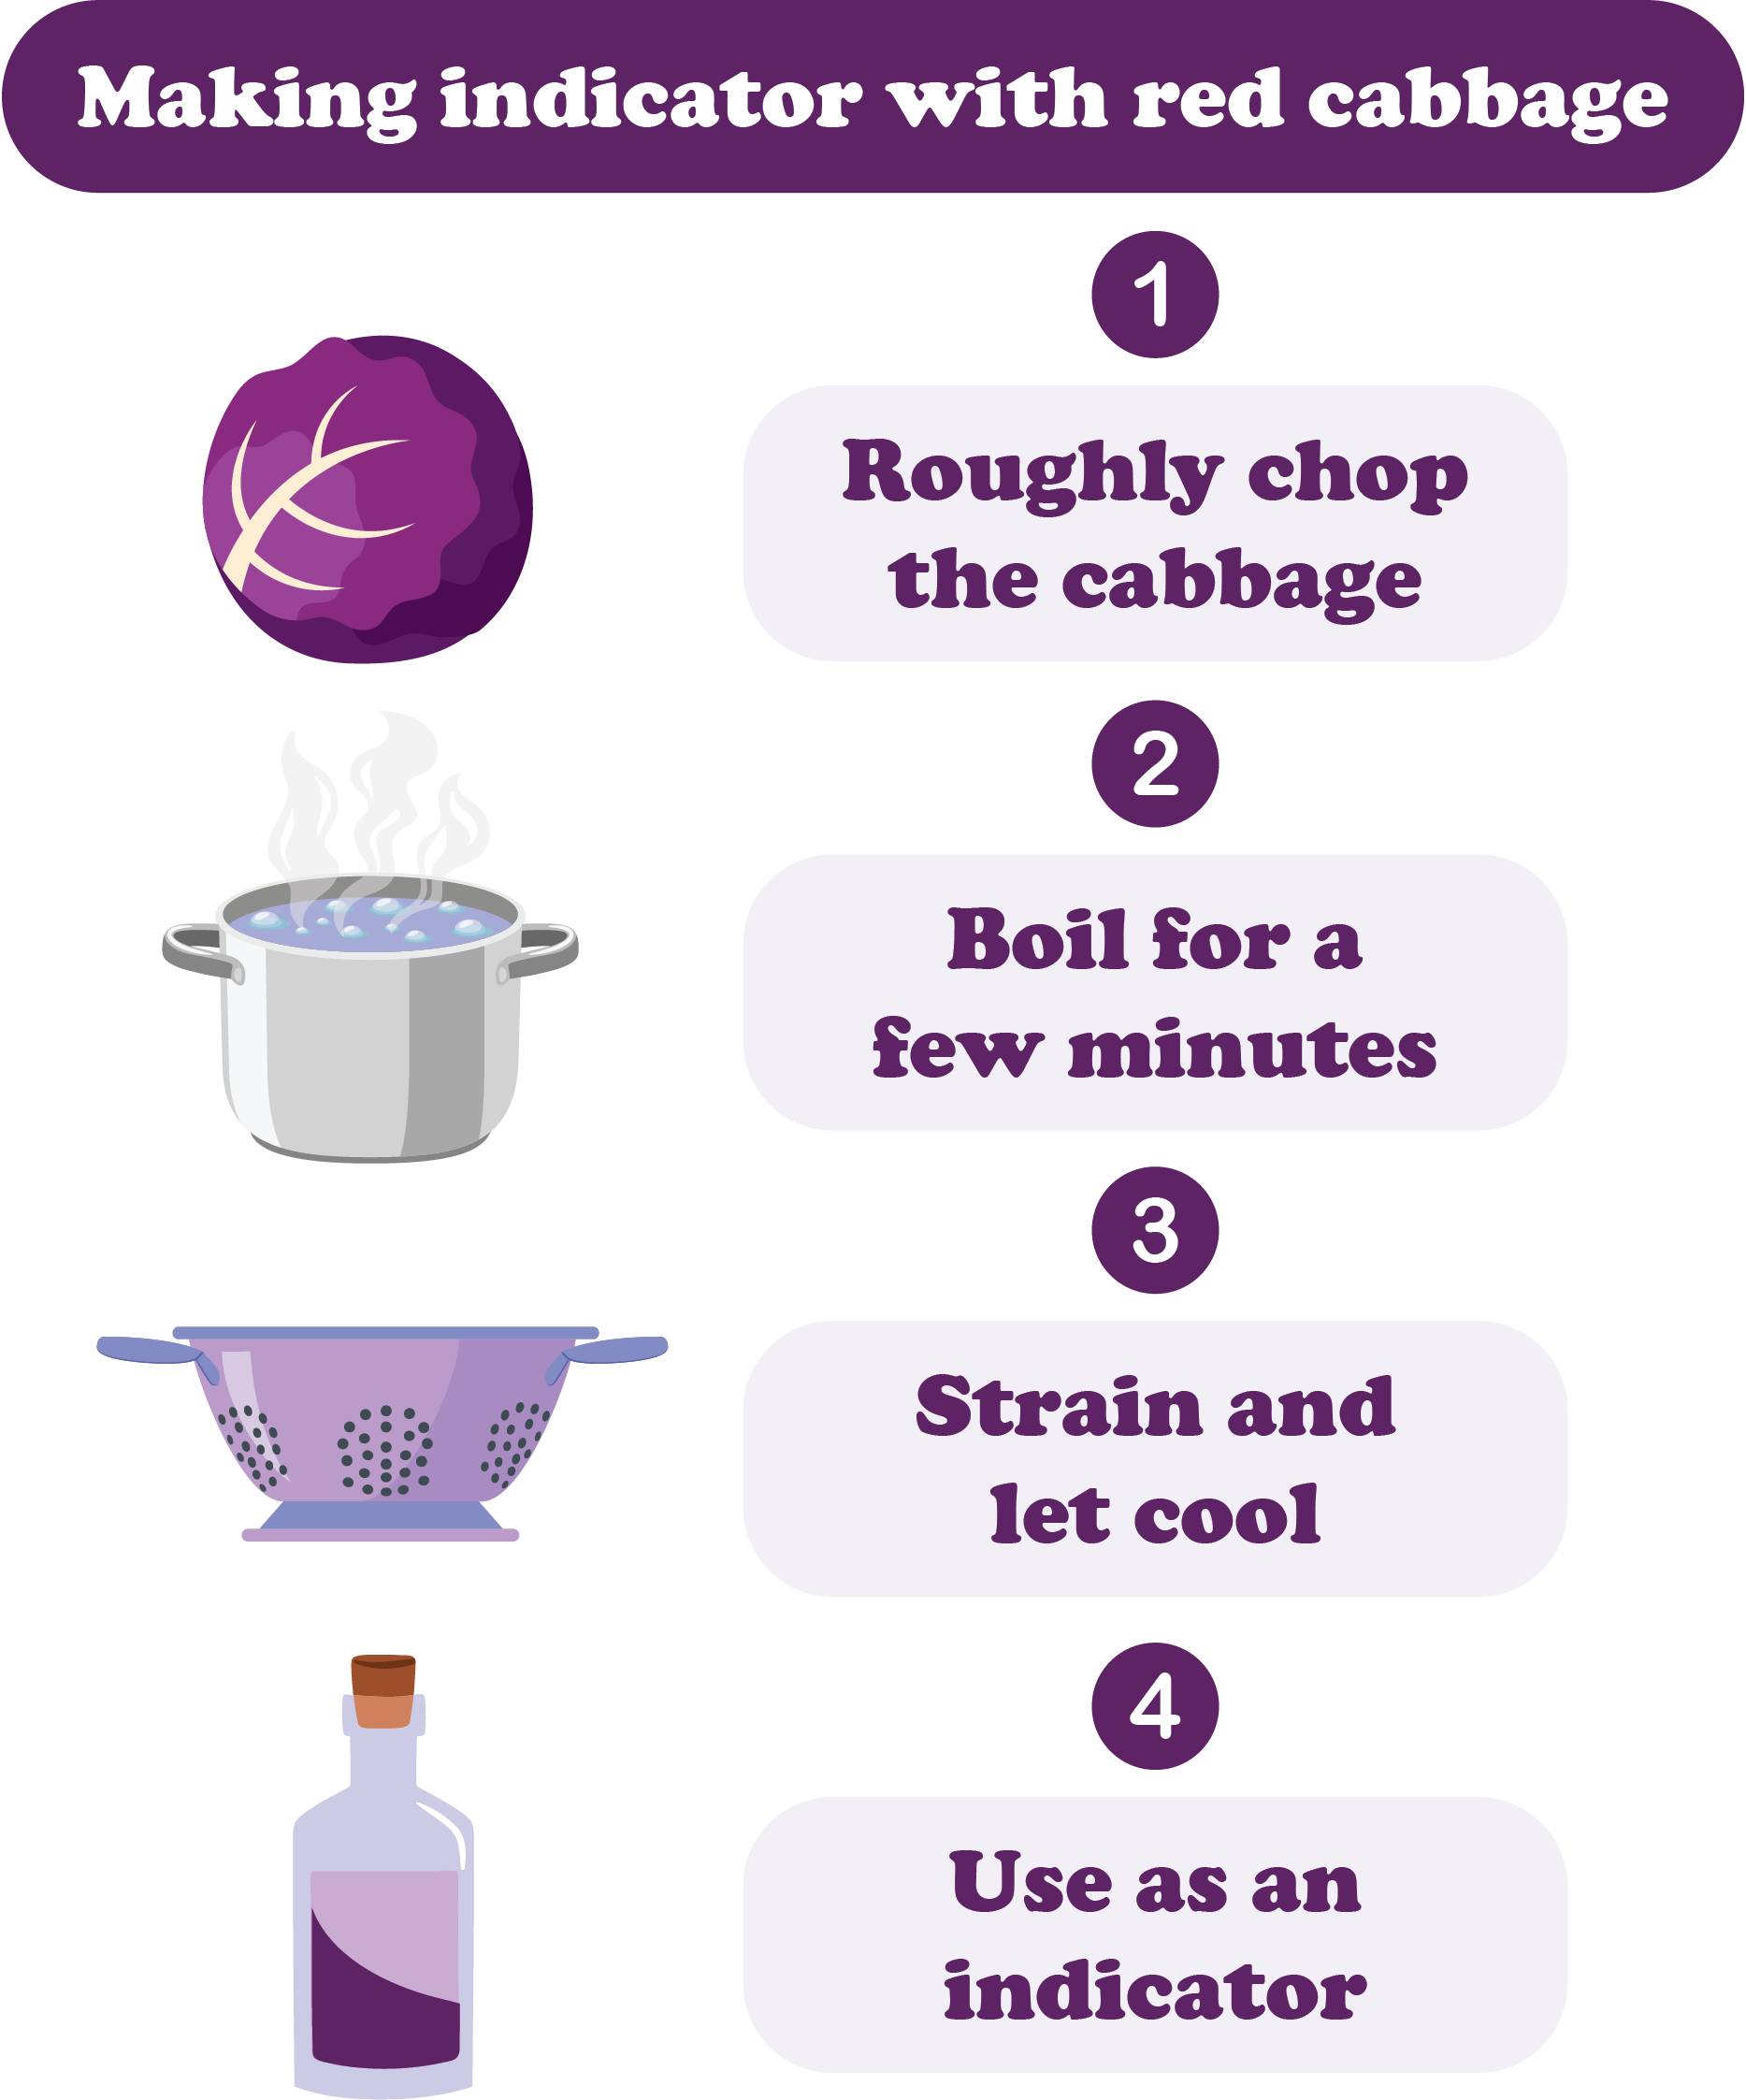 Making indicator with red cabbage
1
Roughly chop
the cabbage
2
Boil for a
few minutes
3
Strain and
let cool
4
Use as an
indicator